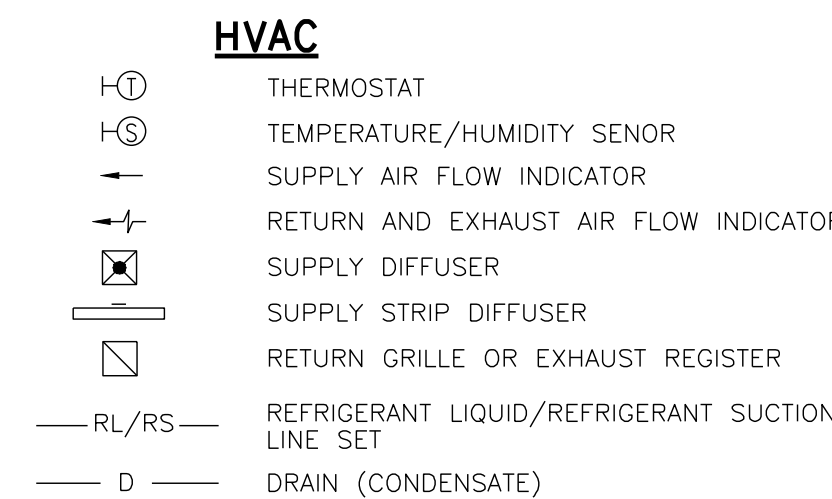 HVAC
T THERMOSTAT
S TEMPERATURE/HUMIDITY SENOR
SUPPLY AIR FLOW INDICATOR
RETURN AND EXHAUST AIR FLOW INDICATOR
SUPPLY DIFFUSER
SUPPLY STRIP DIFFUSER
RETURN GRILLE OR EXHAUST REGISTER
RL/RS REFRIGERANT LIQUID/REFRIGERANT SUCTION
LINE SET
D DRAIN (CONDENSATE)